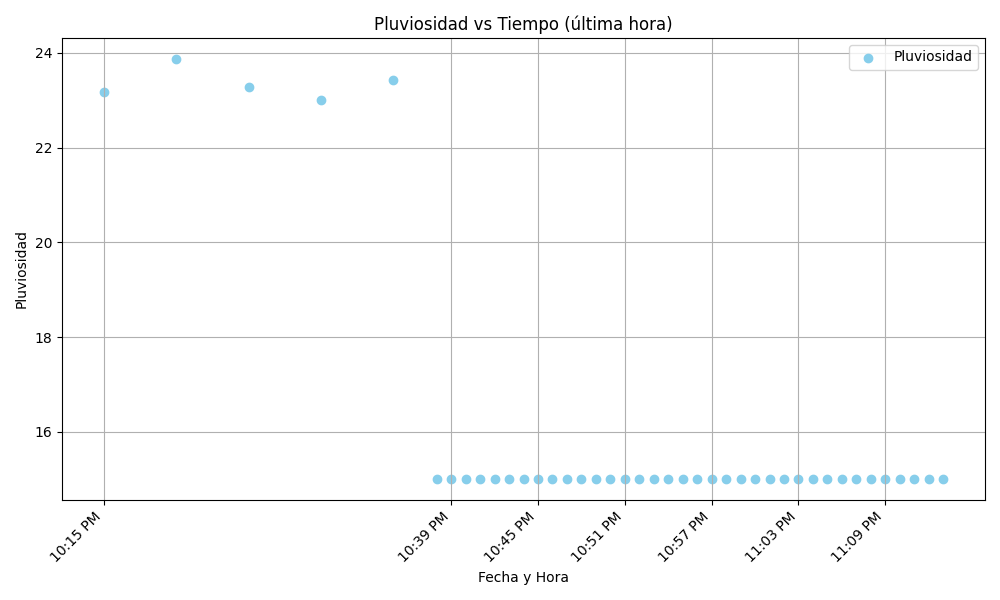 Pluviosidad vs Tiempo (última hora)
Pluviosidad
24
22
20
18
16
Pluviosidad
10:15 PM
10:39 PM
10:45 PM
10:51 PM
10:57 PM
11:03 PM
11:09 PM
Fecha y Hora